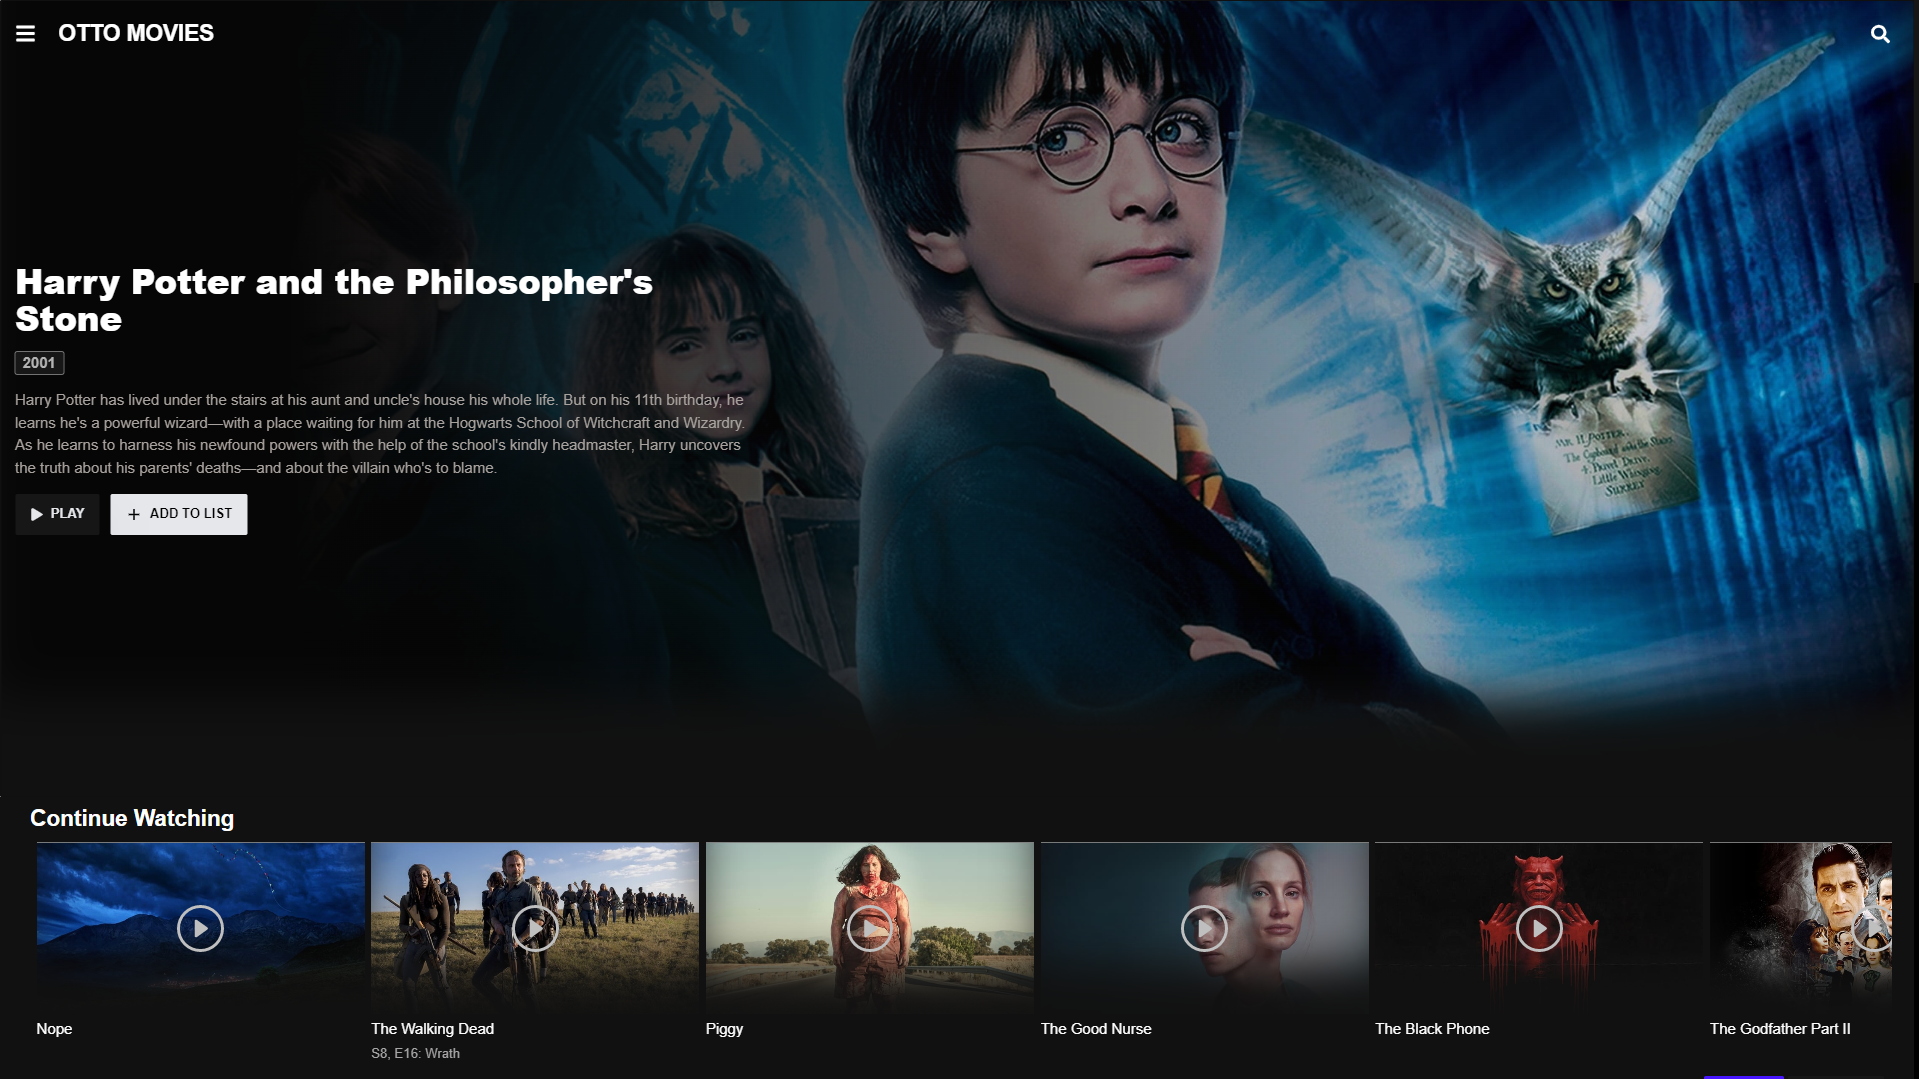 OTTO MOVIES
Harry Potter and the Philosopher's
Stone
2001
Harry Potter has lived under the stairs at his aunt and uncle's house his whole life. But on his 11th birthday, he
learns he's a powerful wizard—with a place waiting for him at the Hogwarts School of Witchcraft and Wizardry.
As he learns to harness his newfound powers with the help of the school's kindly headmaster, Harry uncovers
the truth about his parents' deaths—and about the villain who's to blame.
PLAY
ADD TO LIST
MR. H. POTTER,
The Cupboard under the Stairs,
4, Privet Drive,
Little Whinging,
SURREY
Continue Watching
Nope
The Walking Dead
S8, E16: Wrath
Piggy
The Good Nurse
The Black Phone
The Godfather Part II